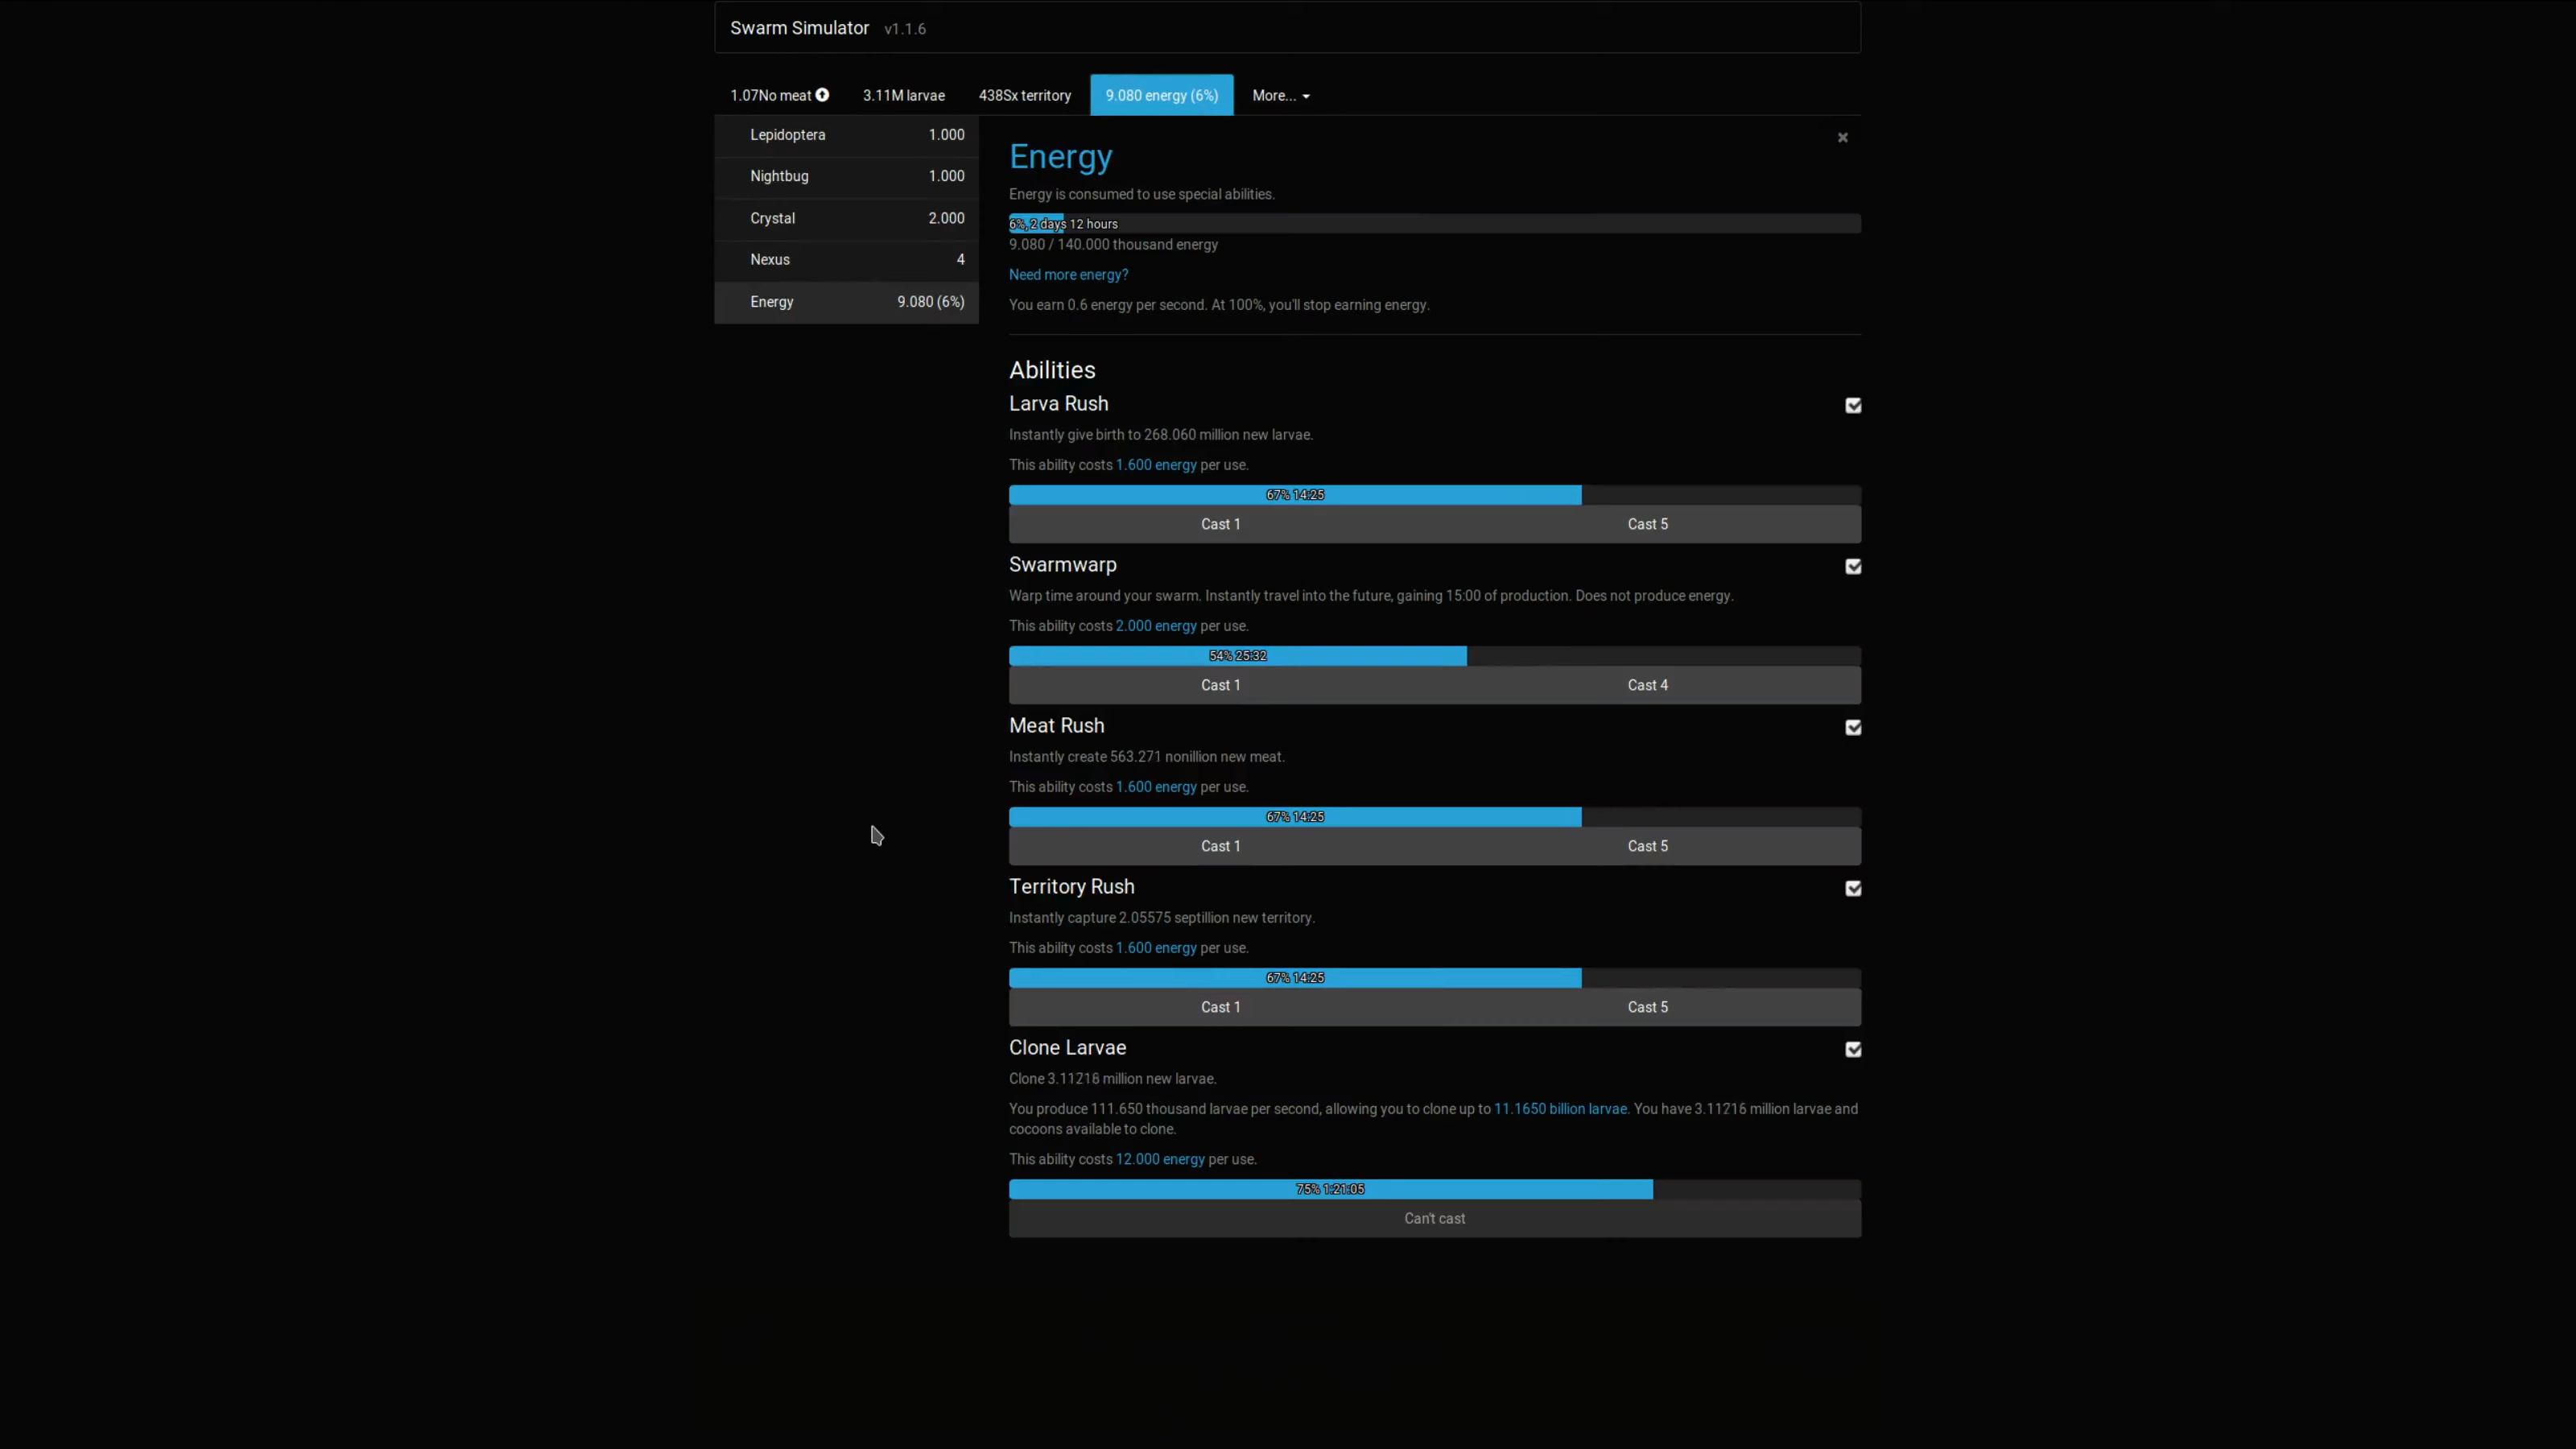 Swarm Simulator v1.1.6
1.07No meat 3.11M larvae 438Sx territory 9.080 energy (6%) More...
Lepidoptera 1.000
Nightbug 1.000
Crystal 2.000
Nexus 4
Energy 9.080 (6%)
Energy
Energy is consumed to use special abilities.
6%, 2 days 12 hours
9.080 / 140.000 thousand energy
Need more energy?
You earn 0.6 energy per second. At 100%, you'll stop earning energy.
Abilities
Larva Rush
Instantly give birth to 268.060 million new larvae.
This ability costs 1.600 energy per use.
67% 14:25
Cast 1 Cast 5
Swarmwarp
Warp time around your swarm. Instantly travel into the future, gaining 15:00 of production. Does not produce energy.
This ability costs 2.000 energy per use.
54% 25:32
Cast 1 Cast 4
Meat Rush
Instantly create 563.271 nonillion new meat.
This ability costs 1.600 energy per use.
67% 14:25
Cast 1 Cast 5
Territory Rush
Instantly capture 2.05575 septillion new territory.
This ability costs 1.600 energy per use.
67% 14:25
Cast 1 Cast 5
Clone Larvae
Clone 3.11216 million new larvae.
You produce 111.650 thousand larvae per second, allowing you to clone up to 11.1650 billion larvae. You have 3.11216 million larvae and
cocoons available to clone.
This ability costs 12.000 energy per use.
75% 1:21:05
Can't cast